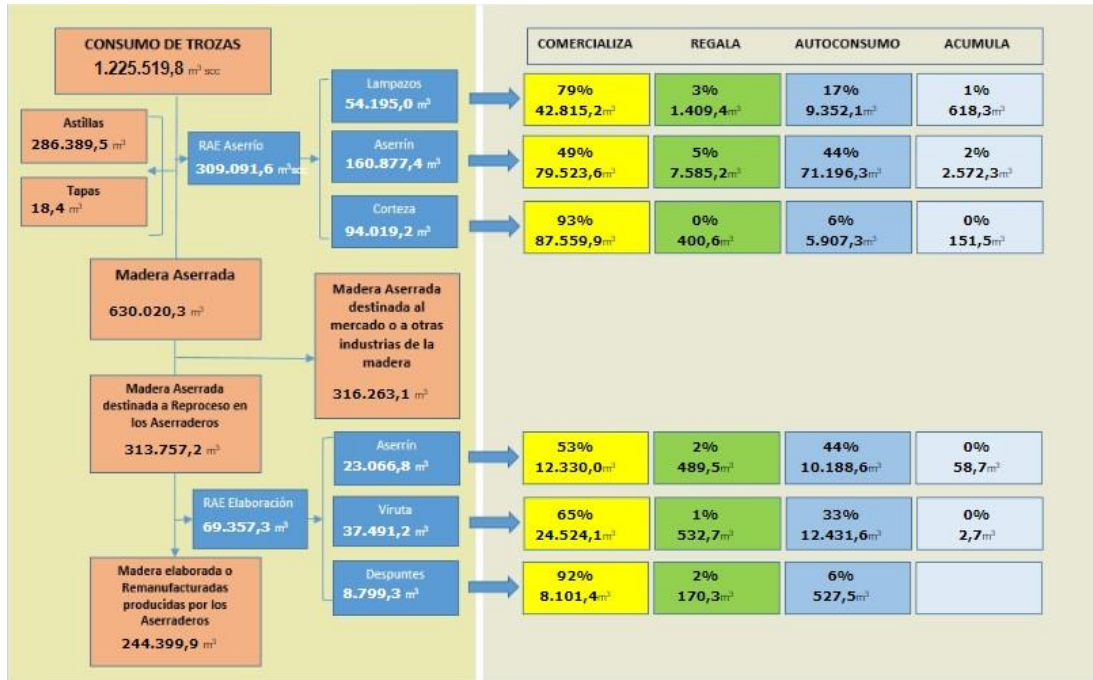 CONSUMO DE TROZAS
1.225.519,8 m³ scc
Astillas
286.389,5 m³
Tapas
18,4 m³
RAE Aserrío
309.091,6 m³scc
Lampazos
54.195,0 m³
Aserrín
160.877,4 m³
Corteza
94.019,2 m³
Madera Aserrada
630.020,3 m³
Madera Aserrada
destinada al
mercado o a otras
industrias de la
madera
316.263,1 m³
Madera Aserrada
destinada a Reproceso en
los Aserraderos
313.757,2 m³
RAE Elaboración
69.357,3 m³
Aserrín
23.066,8 m³
Viruta
37.491,2 m³
Despuntes
8.799,3 m³
Madera elaborada o
Remanufacturadas
producidas por los
Aserraderos
244.399,9 m³
COMERCIALIZA REGALA AUTOCONSUMO ACUMULA
79% 3% 17% 1%
42.815,2m³ 1.409,4m³ 9.352,1m³ 618,3m³
49% 5% 44% 2%
79.523,6m³ 7.585,2m³ 71.196,3m³ 2.572,3m³
93% 0% 6% 0%
87.559,9m³ 400,6m³ 5.907,3m³ 151,5m³
53% 2% 44% 0%
12.330,0m³ 489,5m³ 10.188,6m³ 58,7m³
65% 1% 33% 0%
24.524,1m³ 532,7m³ 12.431,6m³ 2,7m³
92% 2% 6%
8.101,4m³ 170,3m³ 527,5m³